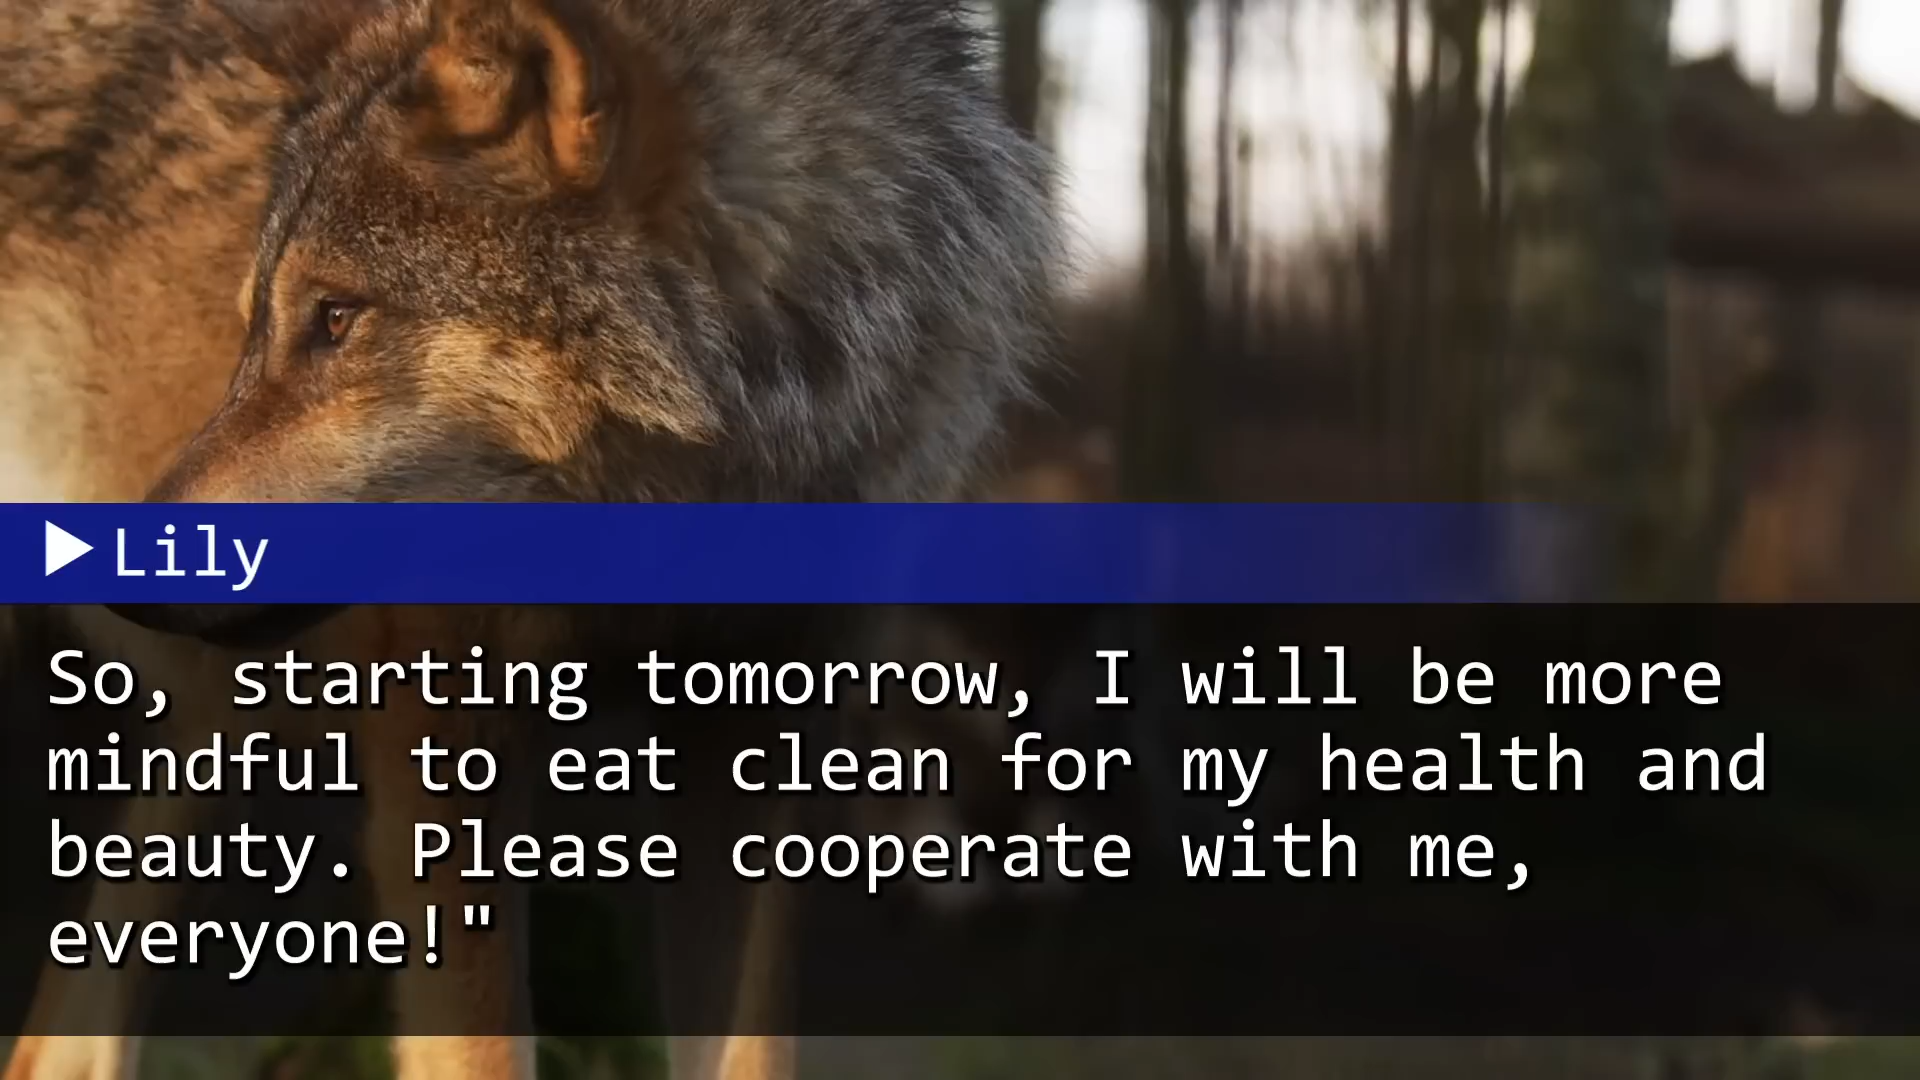 Lily
So, starting tomorrow, I will be more
mindful to eat clean for my health and
beauty. Please cooperate with me,
everyone!"